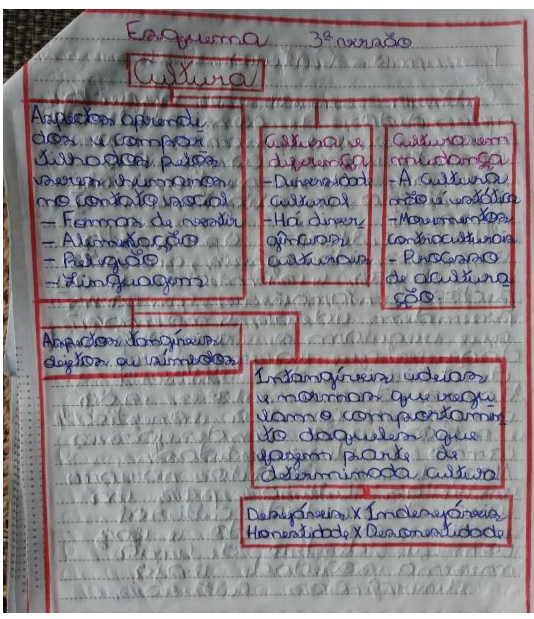 Esquema 3ª versão
Cultura
Aspectos aprendi
dos e compar
tilhados pelos
seres humanos
no contato social
- Formas de vestir
- Alimentação
- Religião
- Linguagem
Cultura e
diferença
- Diversidade
cultural
- Há diver
gências
culturais
Cultura em
mudança
- A cultura
não é estática
- Movimentos
contraculturais
- Processo
de acultura
ção
Aspectos tangíveis
objetos ou símbolos
Intangíveis ideias
e normas que regu
lam o comportamen
to daqueles que
fazem parte de
determinada cultura
Desejáveis X Indesejáveis
Honestidade X Desonestidade